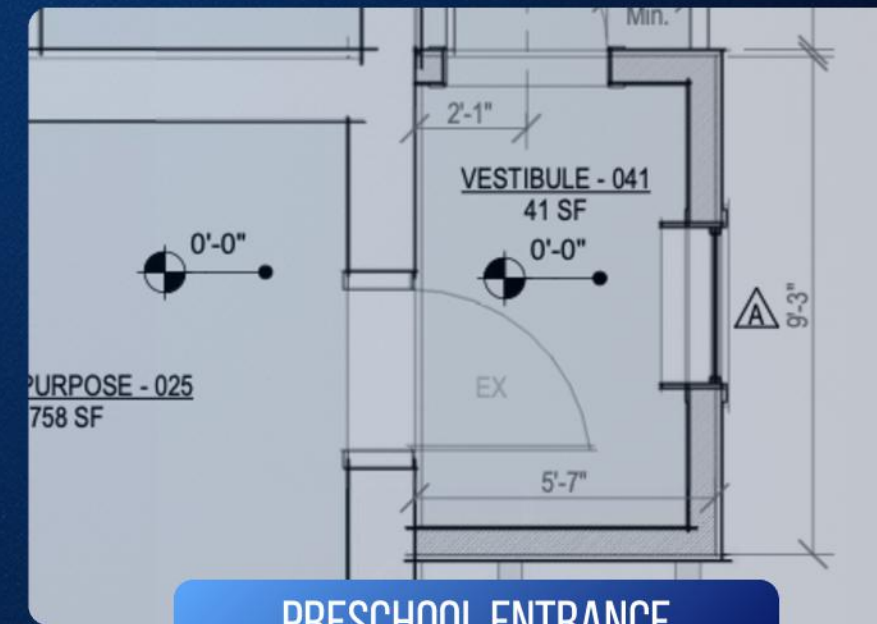 Min.
2'-1"
VESTIBULE - 041
41 SF
0'-0"
0'-0"
A
9'-3"
PURPOSE - 025
758 SF
EX
5'-7"
PRESCHOOL ENTRANCE